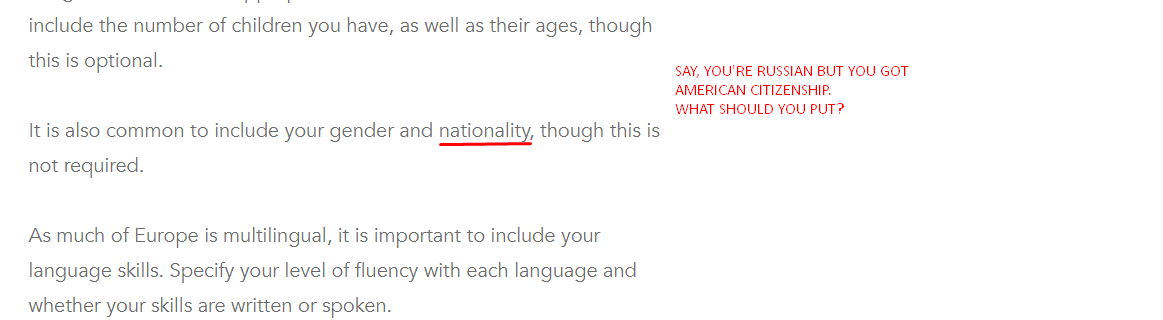 include the number of children you have, as well as their ages, though
this is optional.
SAY, YOU'RE RUSSIAN BUT YOU GOT
AMERICAN CITIZENSHIP.
WHAT SHOULD YOU PUT?
It is also common to include your gender and nationality, though this is
not required.
As much of Europe is multilingual, it is important to include your
language skills. Specify your level of fluency with each language and
whether your skills are written or spoken.